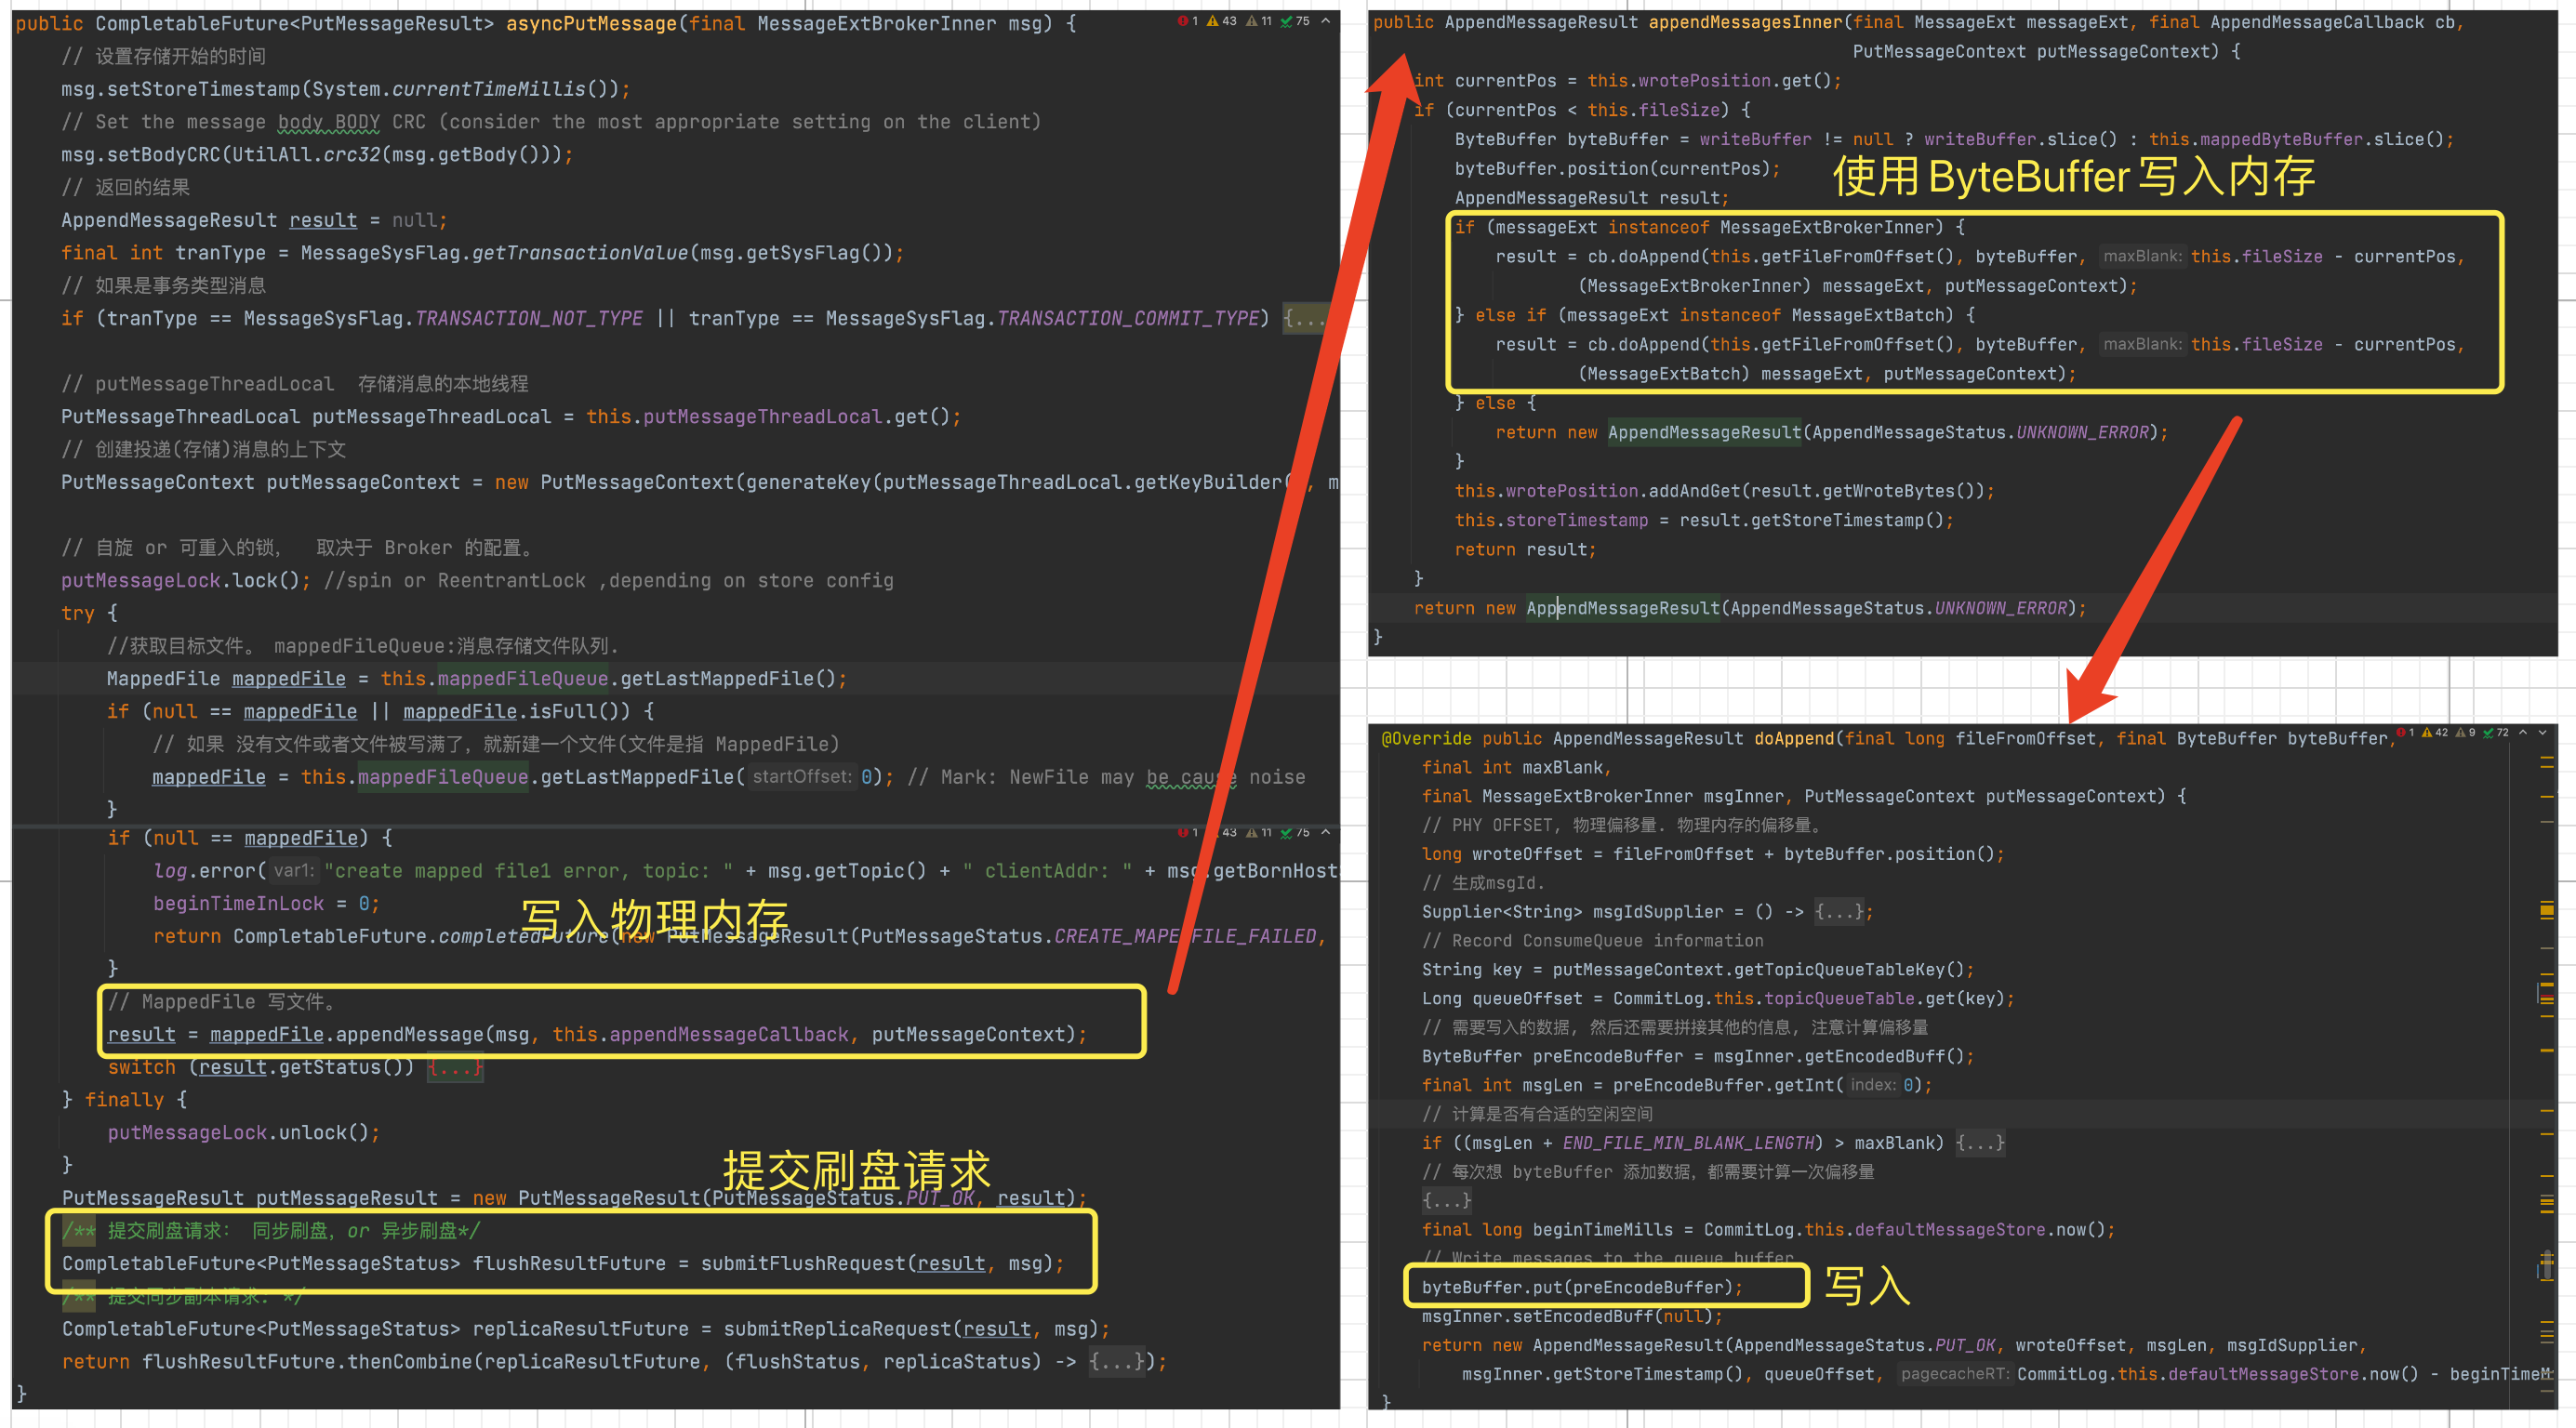 public CompletableFuture<PutMessageResult> asyncPutMessage(final MessageExtBrokerInner msg) {
1 43 11 75
// 设置存储开始的时间
msg.setStoreTimestamp(System.currentTimeMillis());
// Set the message body BODY CRC (consider the most appropriate setting on the client)
msg.setBodyCRC(UtilAll.crc32(msg.getBody()));
// 返回的结果
AppendMessageResult result = null;
final int tranType = MessageSysFlag.getTransactionValue(msg.getSysFlag());
// 如果是事务类型消息
if (tranType == MessageSysFlag.TRANSACTION_NOT_TYPE || tranType == MessageSysFlag.TRANSACTION_COMMIT_TYPE) {...
// putMessageThreadLocal 存储消息的本地线程
PutMessageThreadLocal putMessageThreadLocal = this.putMessageThreadLocal.get();
// 创建投递(存储)消息的上下文
PutMessageContext putMessageContext = new PutMessageContext(generateKey(putMessageThreadLocal.getKeyBuilder(), m
// 自旋 or 可重入的锁， 取决于 Broker 的配置。
putMessageLock.lock(); //spin or ReentrantLock ,depending on store config
try {
//获取目标文件。 mappedFileQueue:消息存储文件队列.
MappedFile mappedFile = this.mappedFileQueue.getLastMappedFile();
if (null == mappedFile || mappedFile.isFull()) {
// 如果 没有文件或者文件被写满了，就新建一个文件(文件是指 MappedFile)
mappedFile = this.mappedFileQueue.getLastMappedFile( startOffset: 0); // Mark: NewFile may be cause noise
}
if (null == mappedFile) {
1 43 11 75
log.error( var1: "create mapped file1 error, topic: " + msg.getTopic() + " clientAddr: " + msg.getBornHost
beginTimeInLock = 0;
写入物理内存
return CompletableFuture.completedFuture(new PutMessageResult(PutMessageStatus.CREATE_MAPEDFILE_FAILED,
}
// MappedFile 写文件。
result = mappedFile.appendMessage(msg, this.appendMessageCallback, putMessageContext);
switch (result.getStatus()) {...}
} finally {
putMessageLock.unlock();
}
提交刷盘请求
PutMessageResult putMessageResult = new PutMessageResult(PutMessageStatus.PUT_OK, result);
/** 提交刷盘请求： 同步刷盘，or 异步刷盘*/
CompletableFuture<PutMessageStatus> flushResultFuture = submitFlushRequest(result, msg);
/** 提交同步副本请求：*/
CompletableFuture<PutMessageStatus> replicaResultFuture = submitReplicaRequest(result, msg);
return flushResultFuture.thenCombine(replicaResultFuture, (flushStatus, replicaStatus) -> {...});
}
public AppendMessageResult appendMessagesInner(final MessageExt messageExt, final AppendMessageCallback cb,
PutMessageContext putMessageContext) {
int currentPos = this.wrotePosition.get();
if (currentPos < this.fileSize) {
ByteBuffer byteBuffer = writeBuffer != null ? writeBuffer.slice() : this.mappedByteBuffer.slice();
byteBuffer.position(currentPos);
使用ByteBuffer写入内存
AppendMessageResult result;
if (messageExt instanceof MessageExtBrokerInner) {
result = cb.doAppend(this.getFileFromOffset(), byteBuffer, maxBlank: this.fileSize - currentPos,
(MessageExtBrokerInner) messageExt, putMessageContext);
} else if (messageExt instanceof MessageExtBatch) {
result = cb.doAppend(this.getFileFromOffset(), byteBuffer, maxBlank: this.fileSize - currentPos,
(MessageExtBatch) messageExt, putMessageContext);
} else {
return new AppendMessageResult(AppendMessageStatus.UNKNOWN_ERROR);
}
this.wrotePosition.addAndGet(result.getWroteBytes());
this.storeTimestamp = result.getStoreTimestamp();
return result;
}
return new AppendMessageResult(AppendMessageStatus.UNKNOWN_ERROR);
}
@Override public AppendMessageResult doAppend(final long fileFromOffset, final ByteBuffer byteBuffer,
1 42 9 72
final int maxBlank,
final MessageExtBrokerInner msgInner, PutMessageContext putMessageContext) {
// PHY OFFSET, 物理偏移量. 物理内存的偏移量。
long wroteOffset = fileFromOffset + byteBuffer.position();
// 生成msgId.
Supplier<String> msgIdSupplier = () -> {...};
// Record ConsumeQueue information
String key = putMessageContext.getTopicQueueTableKey();
Long queueOffset = CommitLog.this.topicQueueTable.get(key);
// 需要写入的数据, 然后还需要拼接其他的信息, 注意计算偏移量
ByteBuffer preEncodeBuffer = msgInner.getEncodedBuff();
final int msgLen = preEncodeBuffer.getInt( index: 0);
// 计算是否有合适的空闲空间
if ((msgLen + END_FILE_MIN_BLANK_LENGTH) > maxBlank) {...}
// 每次想 byteBuffer 添加数据，都需要计算一次偏移量
{...}
final long beginTimeMills = CommitLog.this.defaultMessageStore.now();
// Write messages to the queue buffer
byteBuffer.put(preEncodeBuffer);
写入
msgInner.setEncodedBuff(null);
return new AppendMessageResult(AppendMessageStatus.PUT_OK, wroteOffset, msgLen, msgIdSupplier,
msgInner.getStoreTimestamp(), queueOffset, pagecacheRT: CommitLog.this.defaultMessageStore.now() - beginTimeM
}